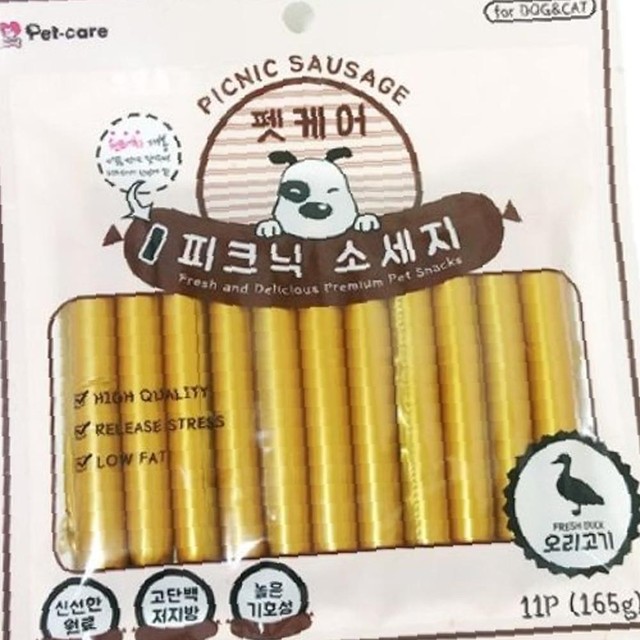 Pet-care
for DOG&CAT
PICNIC SAUSAGE
펫케어
피크닉 소세지
Fresh and Delicious Premium Pet Snacks
HIGH QUALITY
RELEASE STRESS
LOW FAT
FRESH DUCK
오리고기
신선한
원료
고단백
저지방
높은
기호성
11P (165g)